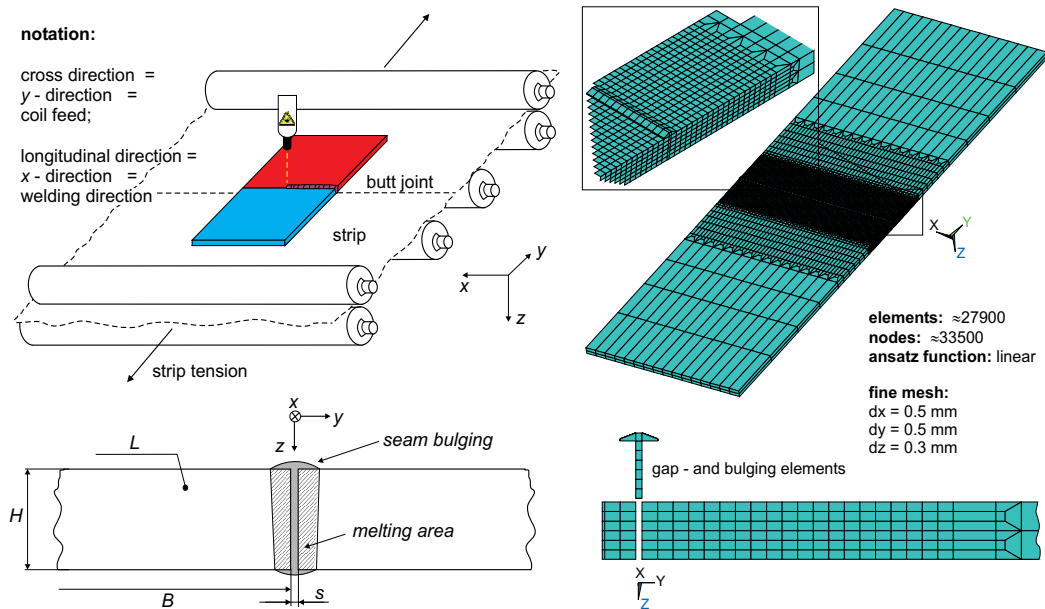 notation:
cross direction =
y - direction =
coil feed;
longitudinal direction =
x - direction =
welding direction
butt joint
strip
y
x
z
strip tension
x
y
z
seam bulging
L
H
melting area
B
s
X
Y
Z
elements: ≈27900
nodes: ≈33500
ansatz function: linear
fine mesh:
dx = 0.5 mm
dy = 0.5 mm
dz = 0.3 mm
gap - and bulging elements
X
Y
Z